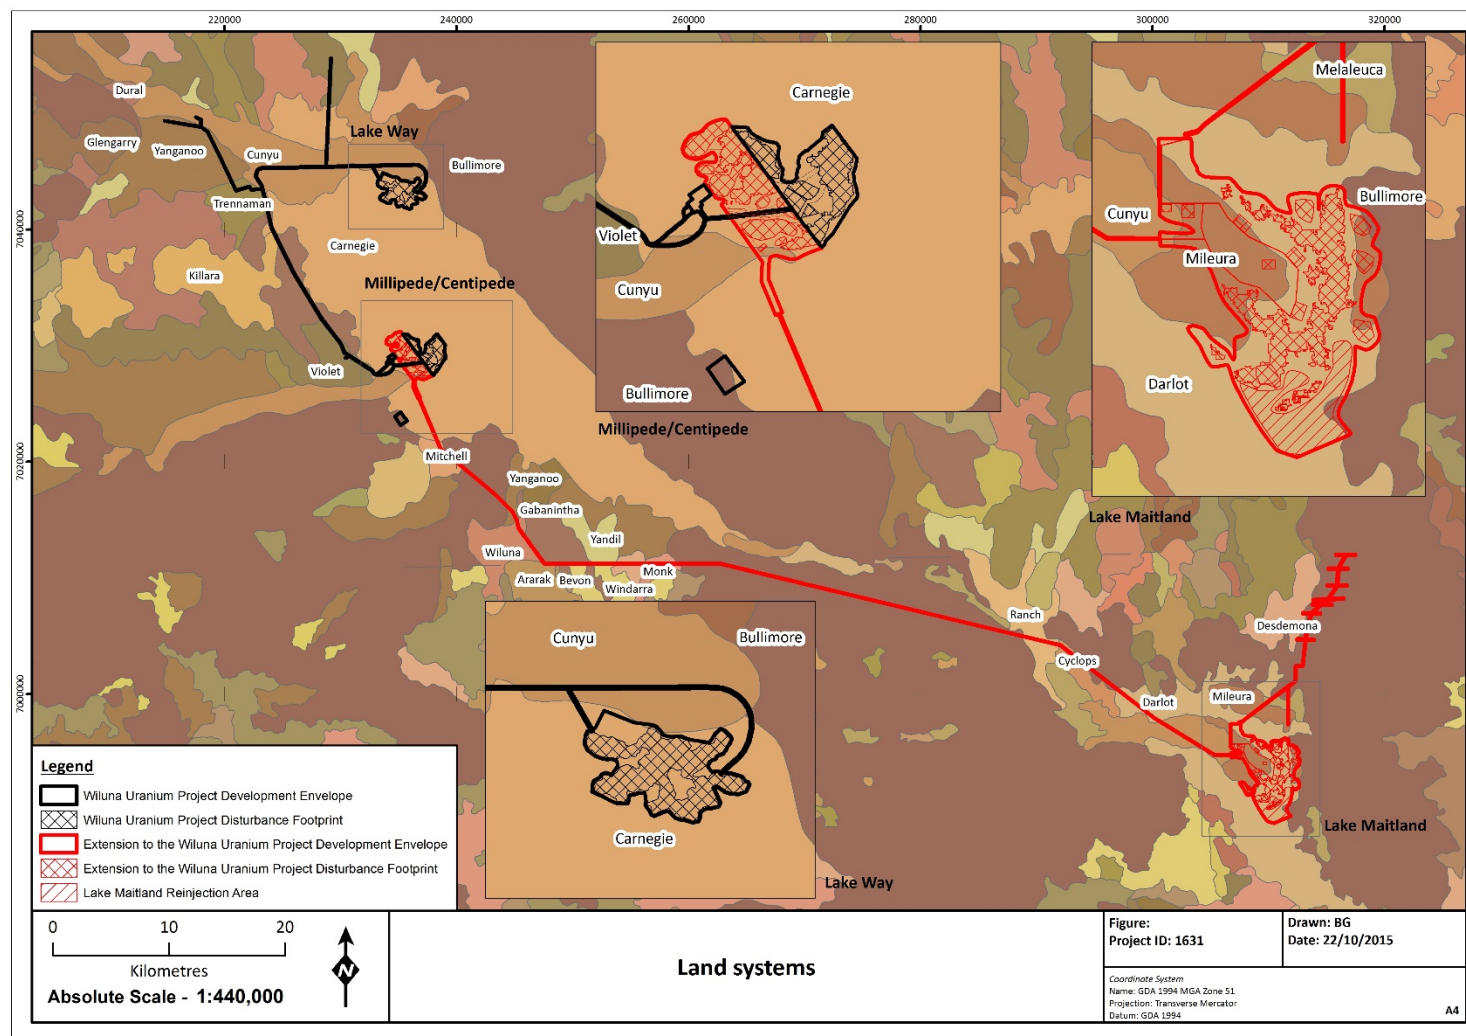 220000
240000
260000
280000
300000
320000
7040000
7020000
7000000
Dural
Glengarry
Yanganoo
Cunyu
Lake Way
Bullimore
Trennaman
Carnegie
Killara
Millipede/Centipede
Violet
Mitchell
Yanganoo
Gabanintha
Yandil
Wiluna
Ararak
Bevon
Monk
Windarra
Ranch
Cyclops
Darlot
Mileura
Desdemona
Lake Maitland
Carnegie
Violet
Cunyu
Bullimore
Millipede/Centipede
Melaleuca
Bullimore
Cunyu
Mileura
Darlot
Lake Maitland
Cunyu
Bullimore
Carnegie
Lake Way
Legend
Wiluna Uranium Project Development Envelope
Wiluna Uranium Project Disturbance Footprint
Extension to the Wiluna Uranium Project Development Envelope
Extension to the Wiluna Uranium Project Disturbance Footprint
Lake Maitland Reinjection Area
0 10 20
Kilometres
Absolute Scale - 1:440,000
N
Land systems
Figure:
Project ID: 1631
Drawn: BG
Date: 22/10/2015
Coordinate System
Name: GDA 1994 MGA Zone 51
Projection: Transverse Mercator
Datum: GDA 1994
A4